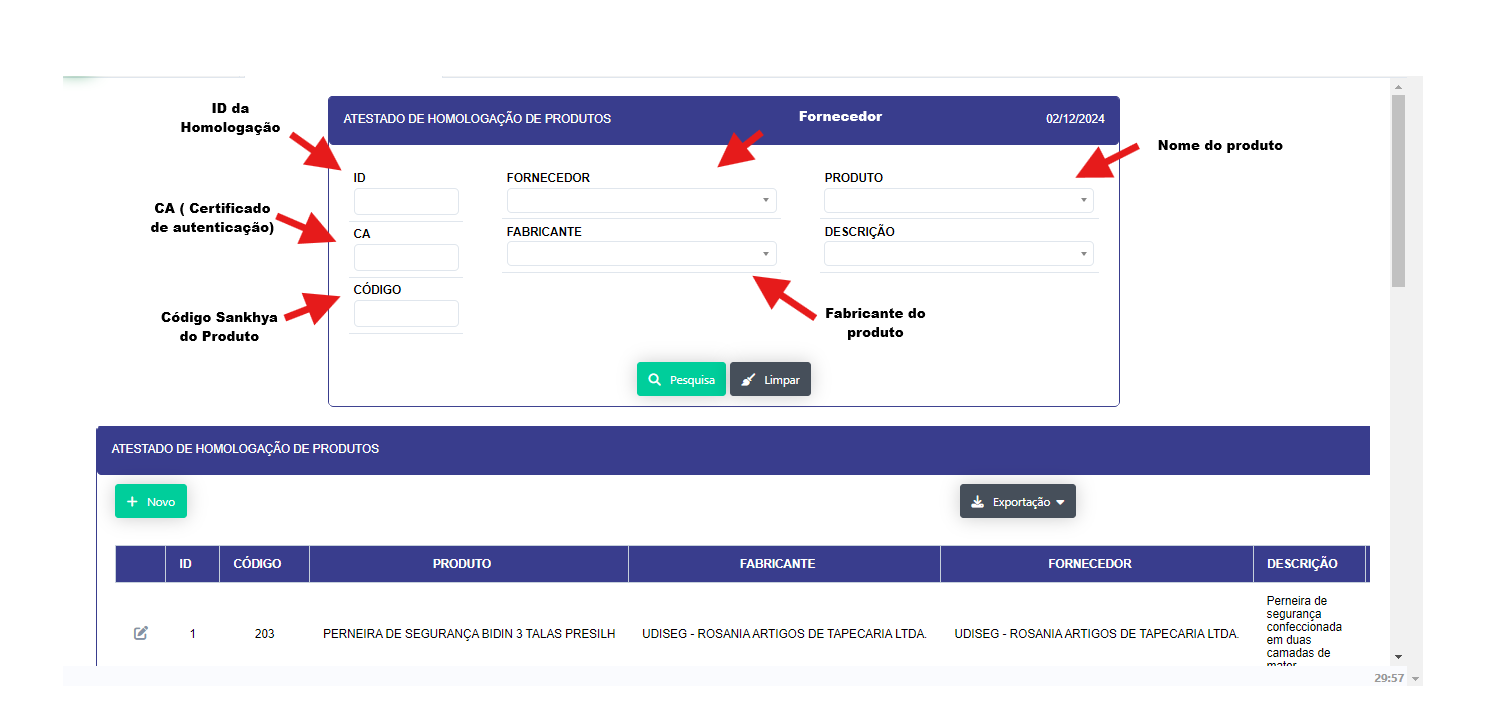 ID da
Homologação
ATESTADO DE HOMOLOGAÇÃO DE PRODUTOS
Fornecedor
02/12/2024
Nome do produto
ID
FORNECEDOR
PRODUTO
CA ( Certificado
de autenticação)
CA
FABRICANTE
DESCRIÇÃO
CÓDIGO
Código Sankhya
do Produto
Fabricante do
produto
Pesquisa
Limpar
ATESTADO DE HOMOLOGAÇÃO DE PRODUTOS
+ Novo
Exportação
ID CÓDIGO PRODUTO FABRICANTE FORNECEDOR DESCRIÇÃO
1 203 PERNEIRA DE SEGURANÇA BIDIN 3 TALAS PRESILH UDISEG - ROSANIA ARTIGOS DE TAPECARIA LTDA. UDISEG - ROSANIA ARTIGOS DE TAPECARIA LTDA.
Perneira de
segurança
confeccionada
em duas
camadas de
29:57